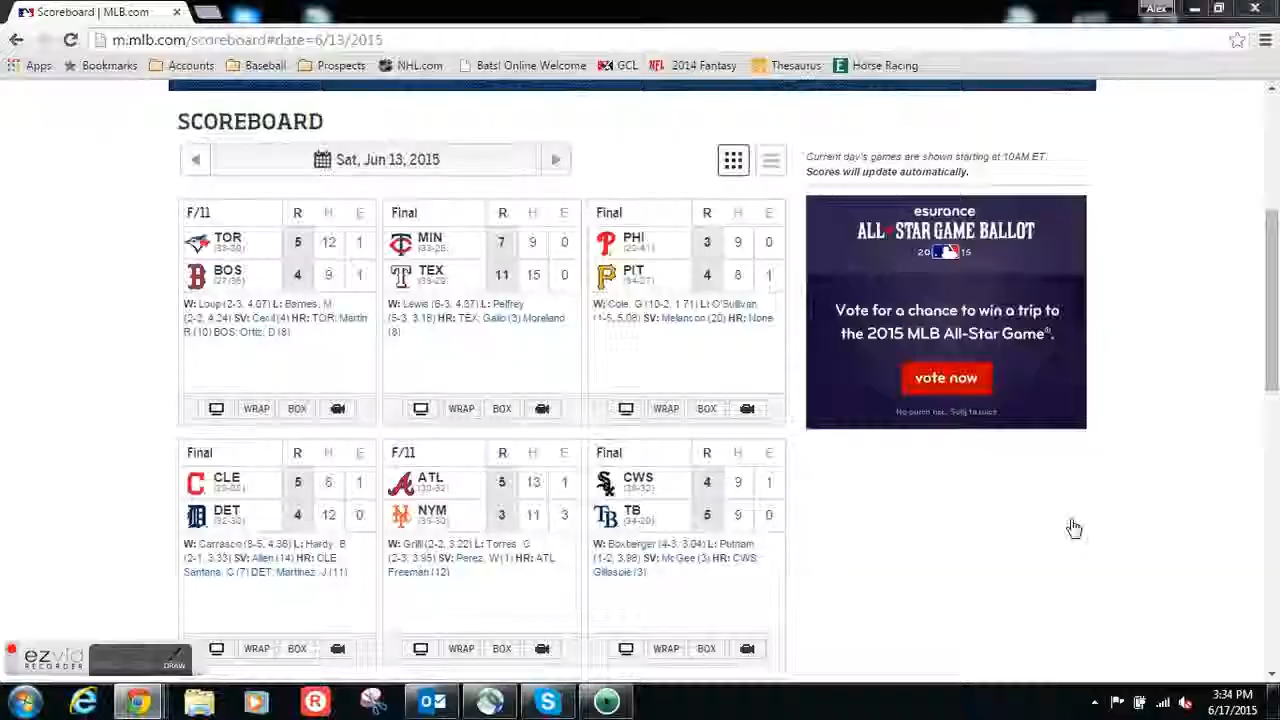 Scoreboard | MLB.com
Alex
m.mlb.com/scoreboard#date=6/13/2015
Apps Bookmarks Accounts Baseball Prospects NHL.com Bats! Online Welcome GCL 2014 Fantasy Thesaurus Horse Racing
SCOREBOARD
Sat, Jun 13, 2015
Current day's games are shown starting at 10AM ET.
Scores will update automatically.
F/11 R H E
TOR 5 12 1
BOS 4 9 1
W: Loup (2-3, 4.07) L: Barnes, M
(2-2, 4.24) SV: Cecil (4) HR: TOR: Martin
R (10) BOS: Ortiz, D (8)
WRAP BOX
Final R H E
MIN 7 9 0
TEX 11 15 0
W: Lewis (6-3, 4.37) L: Pelfrey
(5-3, 3.18) HR: TEX: Gallo (3) Moreland
(8)
WRAP BOX
Final R H E
PHI 3 9 0
PIT 4 8 1
W: Cole, G (10-2, 1.71) L: O'Sullivan
SV: Melancon (20) HR: None
WRAP BOX
esurance
ALL★STAR GAME BALLOT
20 15
Vote for a chance to win a trip to
the 2015 MLB All-Star Game®.
vote now
Final R H E
CLE 5 6 1
DET 4 12 0
W: Carrasco L: Hardy, B
(2-1, 3.33) SV: Allen (14) HR: CLE:
Santana, C (7) DET: Martinez, J (11)
WRAP BOX
F/11 R H E
ATL 5 13 1
NYM 3 11 3
W: Grilli (2-2, 3.22) L: Torres, C
(2-3, 3.95) SV: Perez, W (1) HR: ATL:
Freeman (12)
WRAP BOX
Final R H E
CWS 4 9 1
TB 5 9 0
W: Boxberger (4-3, 3.04) L: Putnam
(1-2, 3.98) SV: McGee (3) HR: CWS:
Gillaspie (3)
WRAP BOX
ezvid
RECORDER
DRAW
3:34 PM
6/17/2015